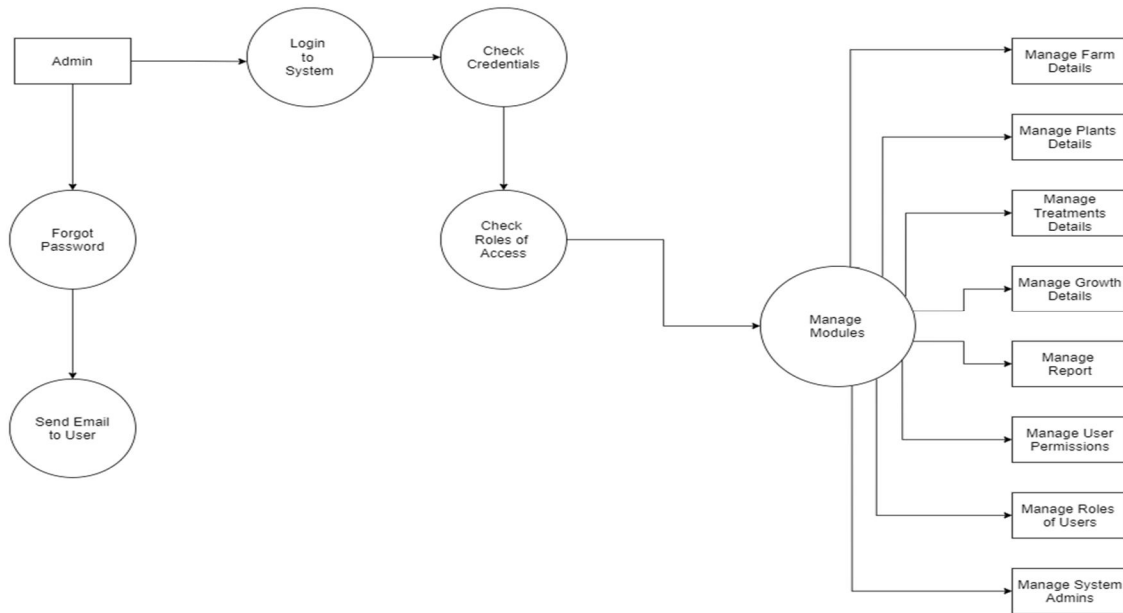 Admin
Login
to
System
Check
Credentials
Forgot
Password
Check
Roles of
Access
Send Email
to User
Manage
Modules
Manage Farm
Details
Manage Plants
Details
Manage
Treatments
Details
Manage Growth
Details
Manage
Report
Manage User
Permissions
Manage Roles
of Users
Manage System
Admins